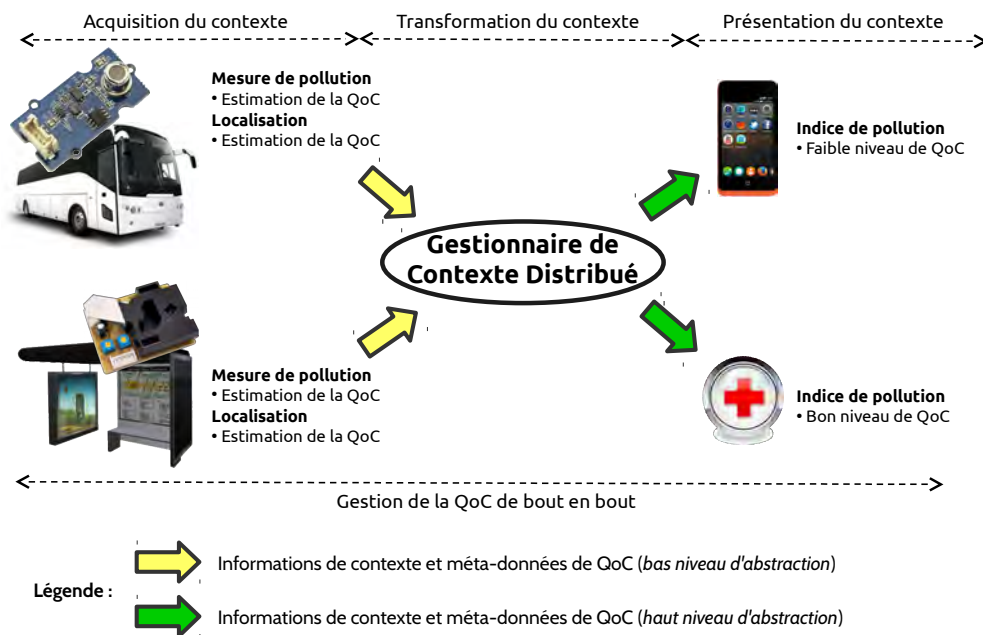 Acquisition du contexte
Transformation du contexte
Présentation du contexte
Mesure de pollution
• Estimation de la QoC
Localisation
• Estimation de la QoC
Indice de pollution
• Faible niveau de QoC
Gestionnaire de
Contexte Distribué
Mesure de pollution
• Estimation de la QoC
Localisation
• Estimation de la QoC
Indice de pollution
• Bon niveau de QoC
Gestion de la QoC de bout en bout
Légende :
Informations de contexte et méta-données de QoC (bas niveau d'abstraction)
Informations de contexte et méta-données de QoC (haut niveau d'abstraction)